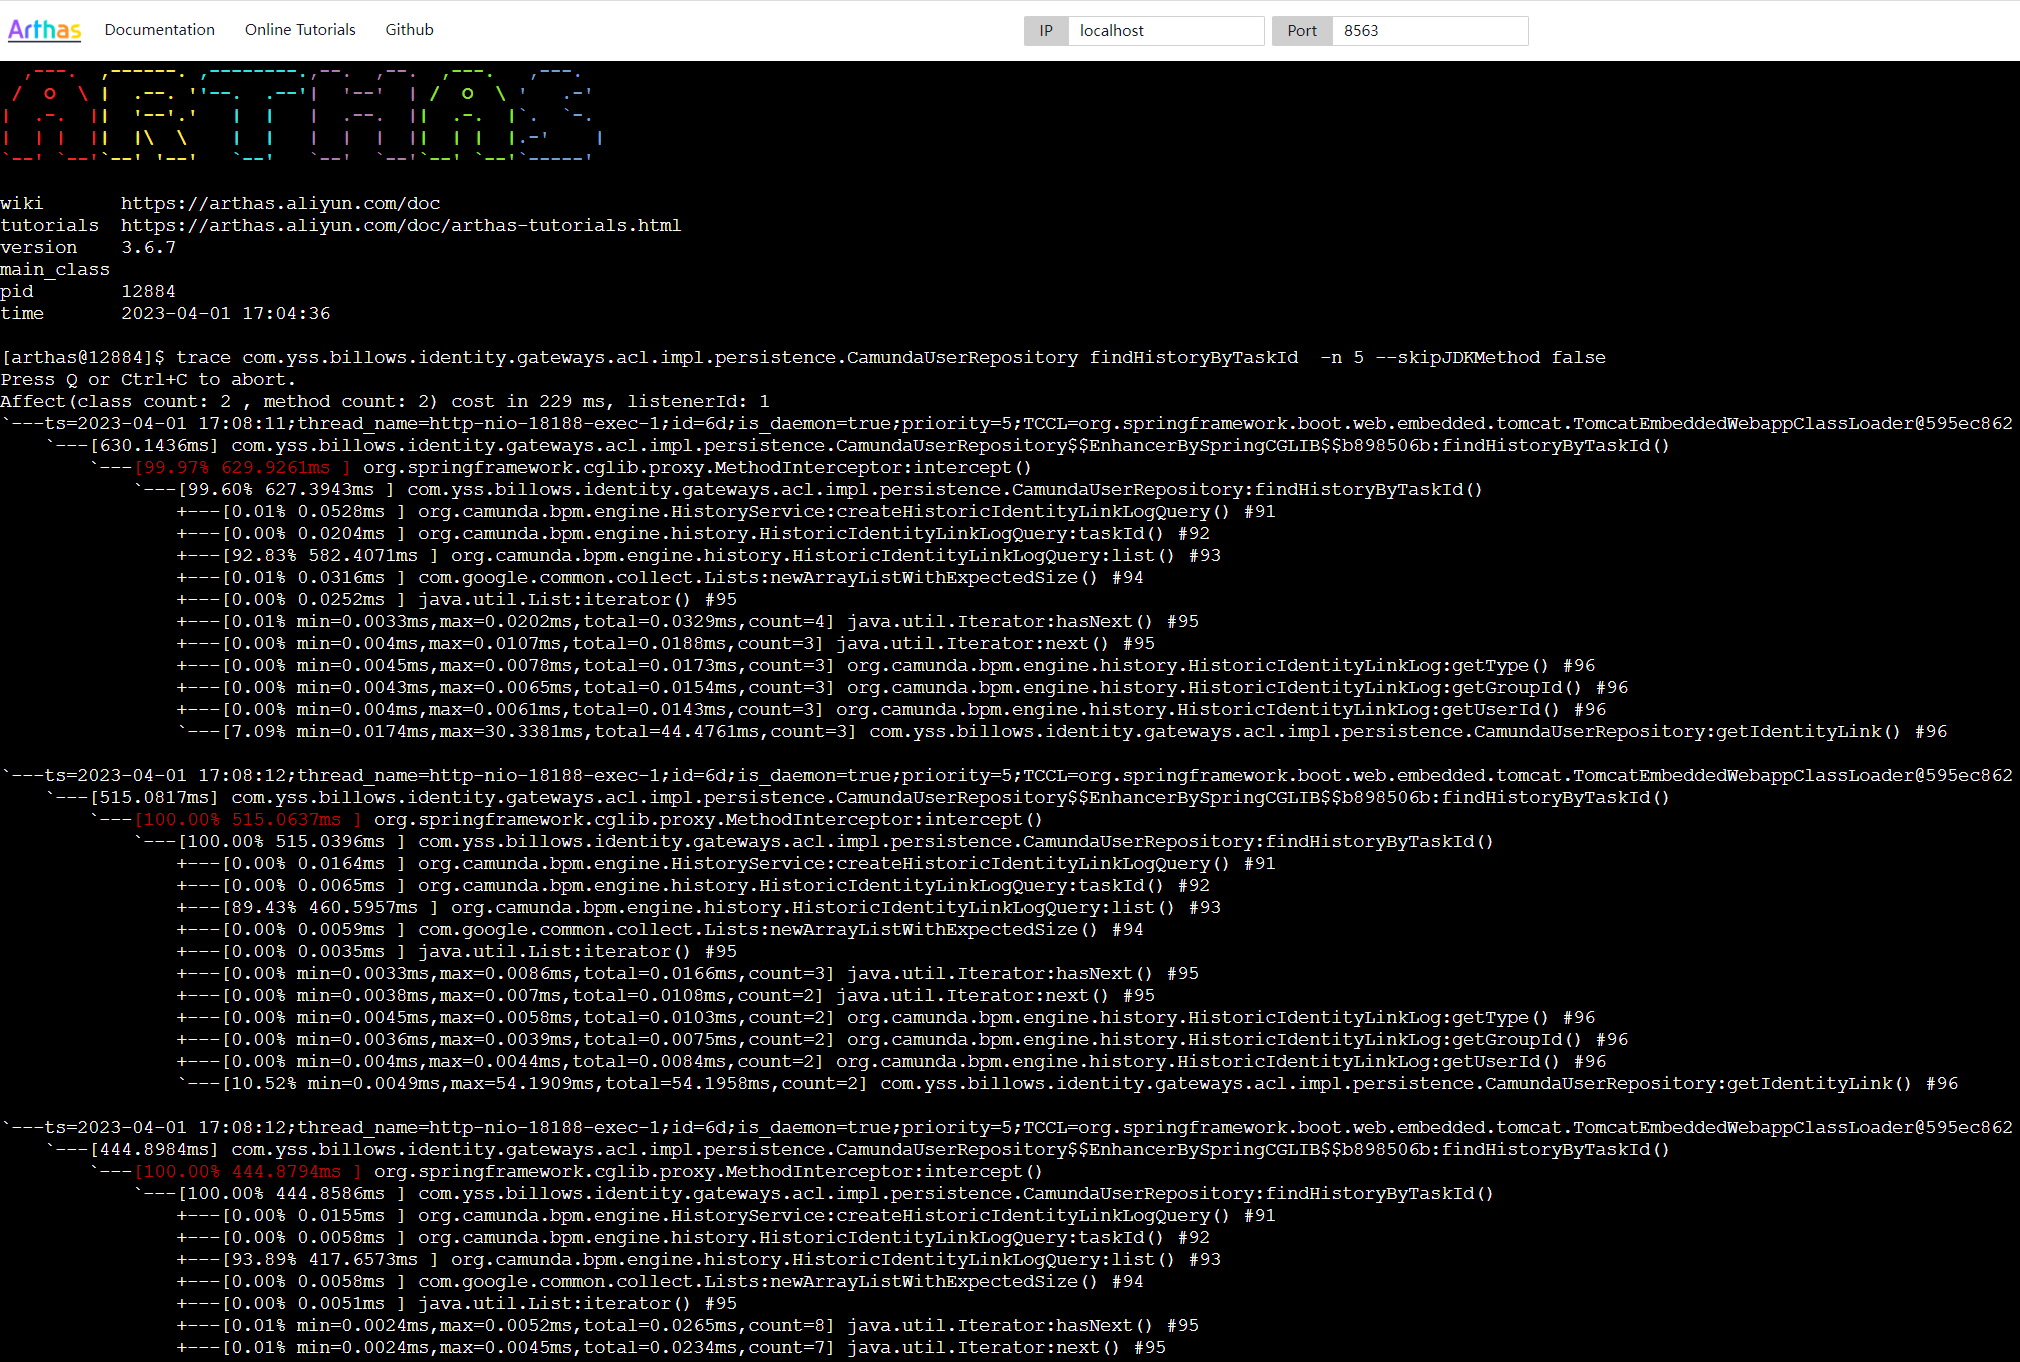 Arthas Documentation Online Tutorials Github IP localhost Port 8563
  ,---.  ,------. ,--------.,--.  ,--.  ,---.   ,---.
 /  O  \ |  .--. ''--.  .--'|  '--'  | /  O  \ '   .-'
|  .-.  ||  '--'.'   |  |   |  .--.  ||  .-.  |`.  `-.
|  | |  ||  |\  \    |  |   |  |  |  ||  | |  |.-'    |
`--' `--'`--' '--'   `--'   `--'  `--'`--' `--'`-----'
wiki       https://arthas.aliyun.com/doc
tutorials  https://arthas.aliyun.com/doc/arthas-tutorials.html
version    3.6.7
main_class
pid        12884
time       2023-04-01 17:04:36
[arthas@12884]$ trace com.yss.billows.identity.gateways.acl.impl.persistence.CamundaUserRepository findHistoryByTaskId  -n 5 --skipJDKMethod false
Press Q or Ctrl+C to abort.
Affect(class count: 2 , method count: 2) cost in 229 ms, listenerId: 1
`---ts=2023-04-01 17:08:11;thread_name=http-nio-18188-exec-1;id=6d;is_daemon=true;priority=5;TCCL=org.springframework.boot.web.embedded.tomcat.TomcatEmbeddedWebappClassLoader@595ec862
    `---[630.1436ms] com.yss.billows.identity.gateways.acl.impl.persistence.CamundaUserRepository$$EnhancerBySpringCGLIB$$b898506b:findHistoryByTaskId()
        `---[99.97% 629.9261ms ] org.springframework.cglib.proxy.MethodInterceptor:intercept()
            `---[99.60% 627.3943ms ] com.yss.billows.identity.gateways.acl.impl.persistence.CamundaUserRepository:findHistoryByTaskId()
                +---[0.01% 0.0528ms ] org.camunda.bpm.engine.HistoryService:createHistoricIdentityLinkLogQuery() #91
                +---[0.00% 0.0204ms ] org.camunda.bpm.engine.history.HistoricIdentityLinkLogQuery:taskId() #92
                +---[92.83% 582.4071ms ] org.camunda.bpm.engine.history.HistoricIdentityLinkLogQuery:list() #93
                +---[0.01% 0.0316ms ] com.google.common.collect.Lists:newArrayListWithExpectedSize() #94
                +---[0.00% 0.0252ms ] java.util.List:iterator() #95
                +---[0.01% min=0.0033ms,max=0.0202ms,total=0.0329ms,count=4] java.util.Iterator:hasNext() #95
                +---[0.00% min=0.004ms,max=0.0107ms,total=0.0188ms,count=3] java.util.Iterator:next() #95
                +---[0.00% min=0.0045ms,max=0.0078ms,total=0.0173ms,count=3] org.camunda.bpm.engine.history.HistoricIdentityLinkLog:getType() #96
                +---[0.00% min=0.0043ms,max=0.0065ms,total=0.0154ms,count=3] org.camunda.bpm.engine.history.HistoricIdentityLinkLog:getGroupId() #96
                +---[0.00% min=0.004ms,max=0.0061ms,total=0.0143ms,count=3] org.camunda.bpm.engine.history.HistoricIdentityLinkLog:getUserId() #96
                `---[7.09% min=0.0174ms,max=30.3381ms,total=44.4761ms,count=3] com.yss.billows.identity.gateways.acl.impl.persistence.CamundaUserRepository:getIdentityLink() #96
`---ts=2023-04-01 17:08:12;thread_name=http-nio-18188-exec-1;id=6d;is_daemon=true;priority=5;TCCL=org.springframework.boot.web.embedded.tomcat.TomcatEmbeddedWebappClassLoader@595ec862
    `---[515.0817ms] com.yss.billows.identity.gateways.acl.impl.persistence.CamundaUserRepository$$EnhancerBySpringCGLIB$$b898506b:findHistoryByTaskId()
        `---[100.00% 515.0637ms ] org.springframework.cglib.proxy.MethodInterceptor:intercept()
            `---[100.00% 515.0396ms ] com.yss.billows.identity.gateways.acl.impl.persistence.CamundaUserRepository:findHistoryByTaskId()
                +---[0.00% 0.0164ms ] org.camunda.bpm.engine.HistoryService:createHistoricIdentityLinkLogQuery() #91
                +---[0.00% 0.0065ms ] org.camunda.bpm.engine.history.HistoricIdentityLinkLogQuery:taskId() #92
                +---[89.43% 460.5957ms ] org.camunda.bpm.engine.history.HistoricIdentityLinkLogQuery:list() #93
                +---[0.00% 0.0059ms ] com.google.common.collect.Lists:newArrayListWithExpectedSize() #94
                +---[0.00% 0.0035ms ] java.util.List:iterator() #95
                +---[0.00% min=0.0033ms,max=0.0086ms,total=0.0166ms,count=3] java.util.Iterator:hasNext() #95
                +---[0.00% min=0.0038ms,max=0.007ms,total=0.0108ms,count=2] java.util.Iterator:next() #95
                +---[0.00% min=0.0045ms,max=0.0058ms,total=0.0103ms,count=2] org.camunda.bpm.engine.history.HistoricIdentityLinkLog:getType() #96
                +---[0.00% min=0.0036ms,max=0.0039ms,total=0.0075ms,count=2] org.camunda.bpm.engine.history.HistoricIdentityLinkLog:getGroupId() #96
                +---[0.00% min=0.004ms,max=0.0044ms,total=0.0084ms,count=2] org.camunda.bpm.engine.history.HistoricIdentityLinkLog:getUserId() #96
                `---[10.52% min=0.0049ms,max=54.1909ms,total=54.1958ms,count=2] com.yss.billows.identity.gateways.acl.impl.persistence.CamundaUserRepository:getIdentityLink() #96
`---ts=2023-04-01 17:08:12;thread_name=http-nio-18188-exec-1;id=6d;is_daemon=true;priority=5;TCCL=org.springframework.boot.web.embedded.tomcat.TomcatEmbeddedWebappClassLoader@595ec862
    `---[444.8984ms] com.yss.billows.identity.gateways.acl.impl.persistence.CamundaUserRepository$$EnhancerBySpringCGLIB$$b898506b:findHistoryByTaskId()
        `---[100.00% 444.8794ms ] org.springframework.cglib.proxy.MethodInterceptor:intercept()
            `---[100.00% 444.8586ms ] com.yss.billows.identity.gateways.acl.impl.persistence.CamundaUserRepository:findHistoryByTaskId()
                +---[0.00% 0.0155ms ] org.camunda.bpm.engine.HistoryService:createHistoricIdentityLinkLogQuery() #91
                +---[0.00% 0.0058ms ] org.camunda.bpm.engine.history.HistoricIdentityLinkLogQuery:taskId() #92
                +---[93.89% 417.6573ms ] org.camunda.bpm.engine.history.HistoricIdentityLinkLogQuery:list() #93
                +---[0.00% 0.0058ms ] com.google.common.collect.Lists:newArrayListWithExpectedSize() #94
                +---[0.00% 0.0051ms ] java.util.List:iterator() #95
                +---[0.01% min=0.0024ms,max=0.0052ms,total=0.0265ms,count=8] java.util.Iterator:hasNext() #95
                +---[0.01% min=0.0024ms,max=0.0045ms,total=0.0234ms,count=7] java.util.Iterator:next() #95